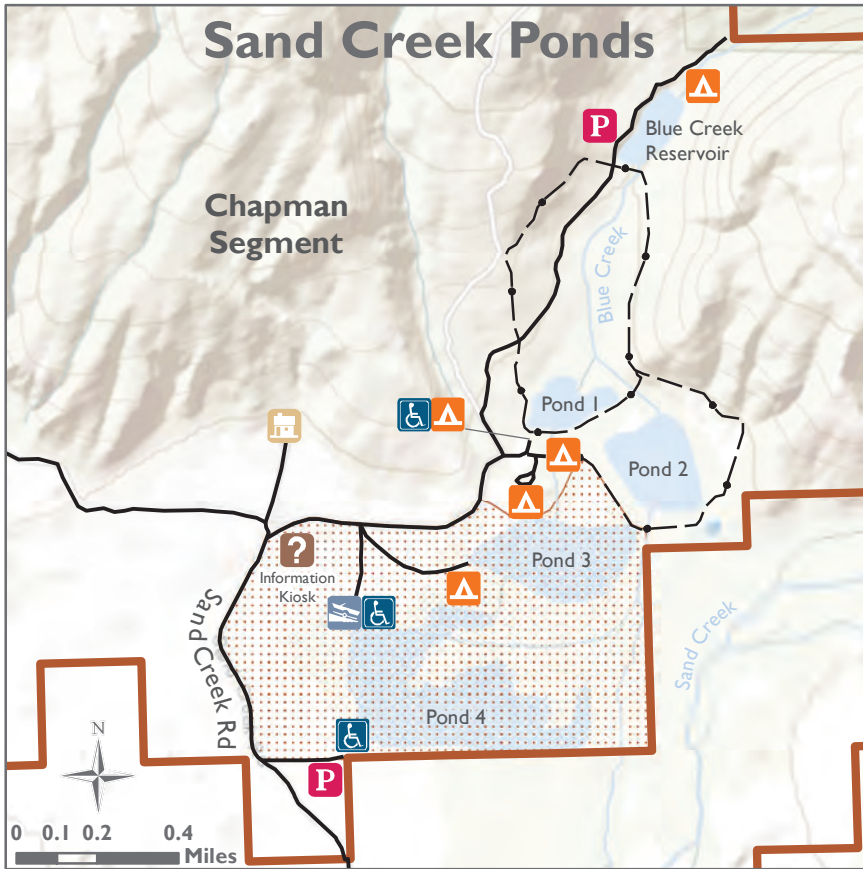 Sand Creek Ponds
P
Blue Creek
Reservoir
Chapman
Segment
Blue Creek
Pond 1
Pond 2
?
Information
Kiosk
Pond 3
Sand Creek Rd
Sand Creek
Pond 4
N
P
0 0.1 0.2 0.4
Miles